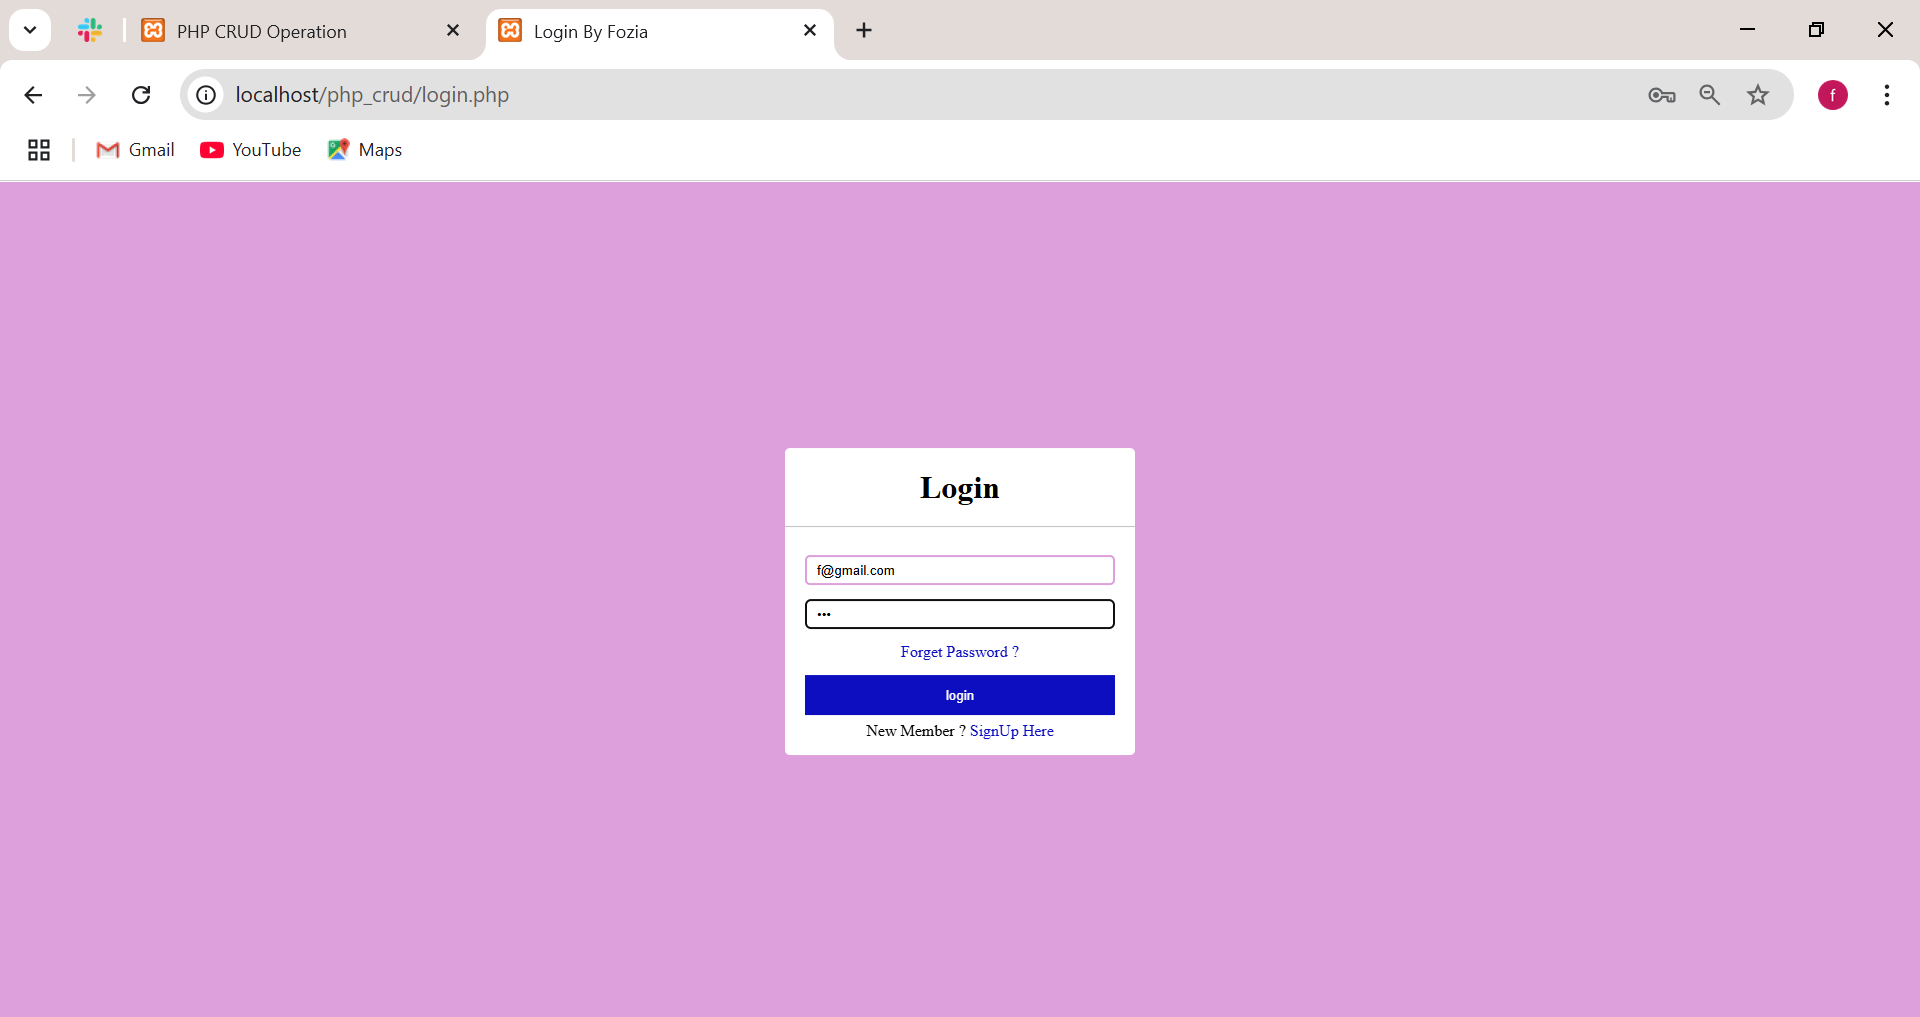 PHP CRUD Operation
Login By Fozia
localhost/php_crud/login.php
f
Gmail
YouTube
Maps
Login
f@gmail.com
•••
Forget Password ?
login
New Member ? SignUp Here